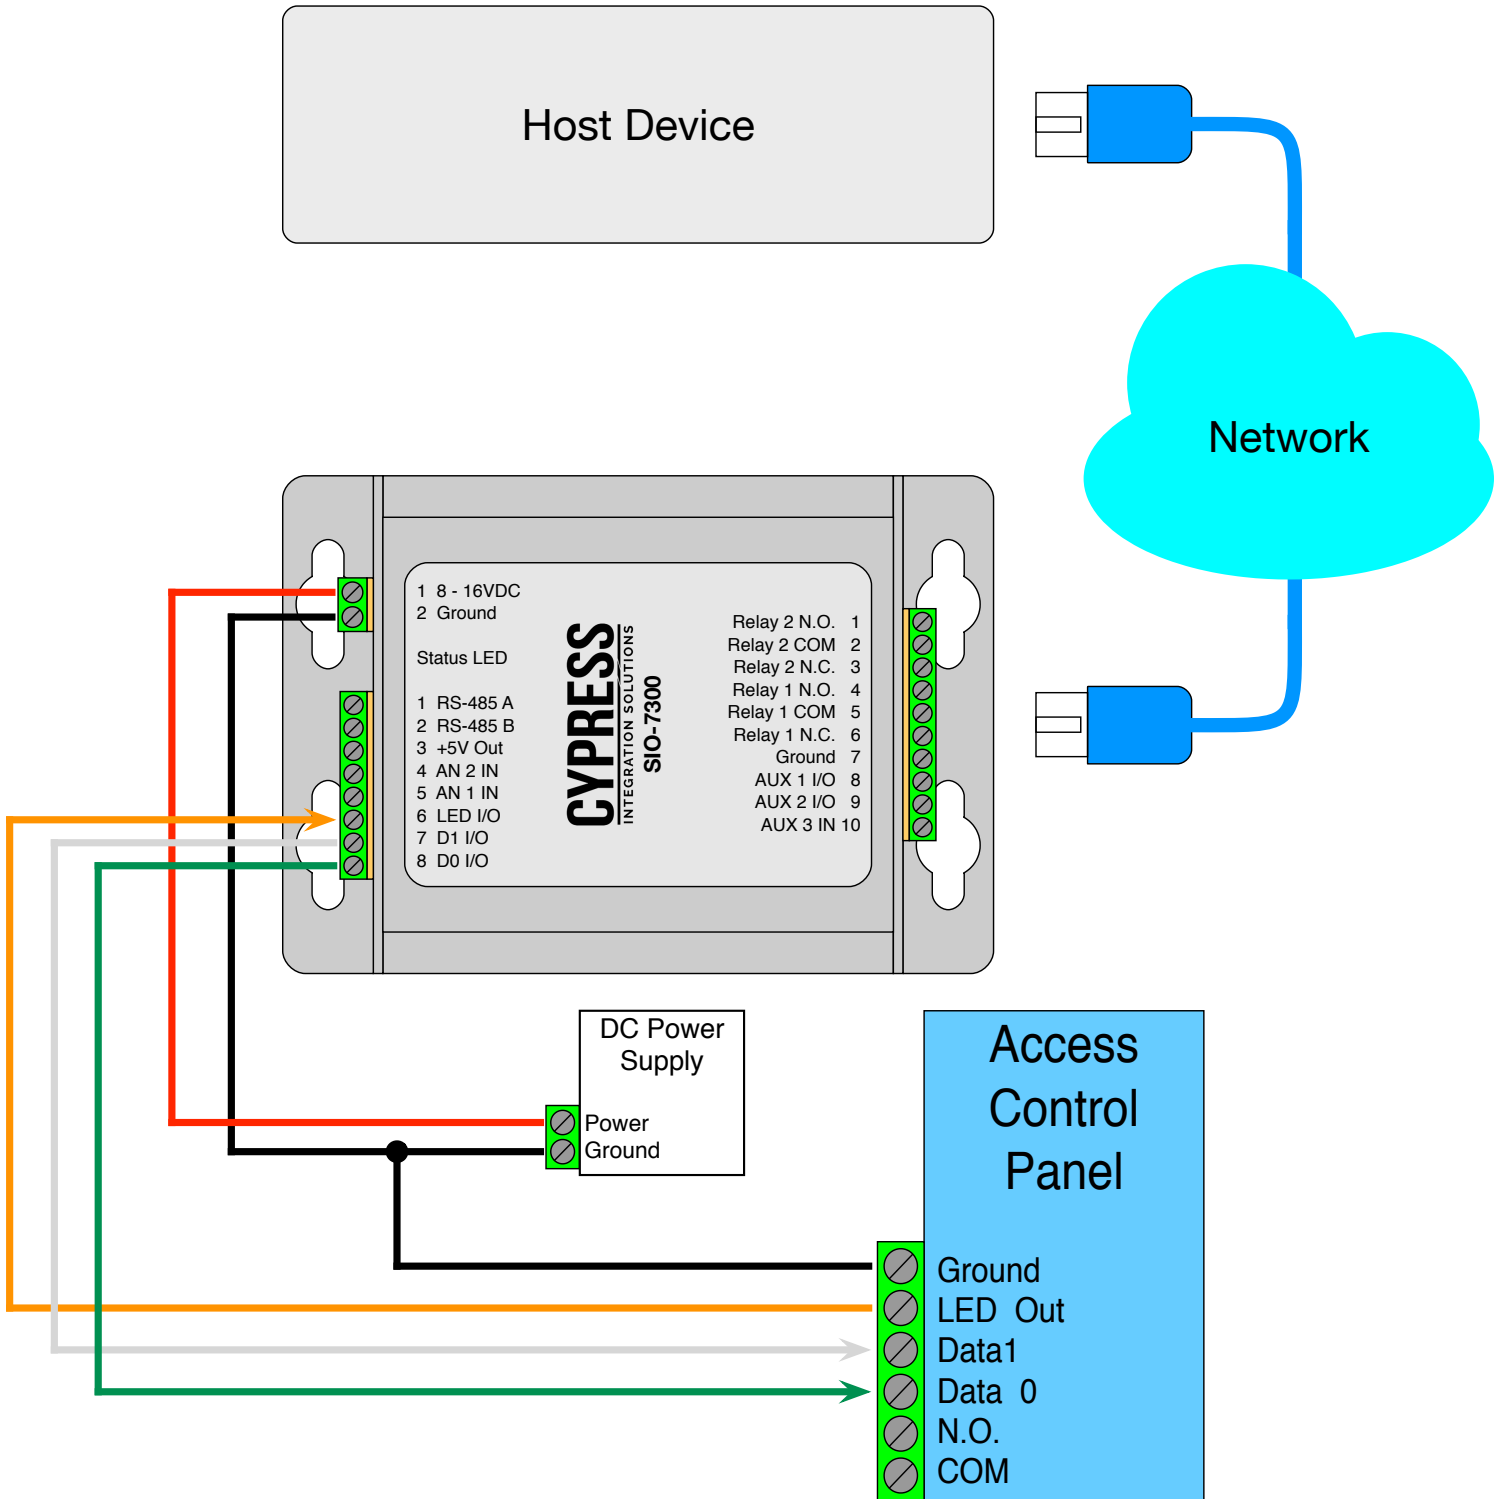 Host Device
Network
1 8 - 16VDC
2 Ground
Status LED
1 RS-485 A
2 RS-485 B
3 +5V Out
4 AN 2 IN
5 AN 1 IN
6 LED I/O
7 D1 I/O
8 D0 I/O
CYPRESS
INTEGRATION SOLUTIONS
SIO-7300
Relay 2 N.O. 1
Relay 2 COM 2
Relay 2 N.C. 3
Relay 1 N.O. 4
Relay 1 COM 5
Relay 1 N.C. 6
Ground 7
AUX 1 I/O 8
AUX 2 I/O 9
AUX 3 IN 10
DC Power
Supply
Power
Ground
Access
Control
Panel
Ground
LED Out
Data1
Data 0
N.O.
COM